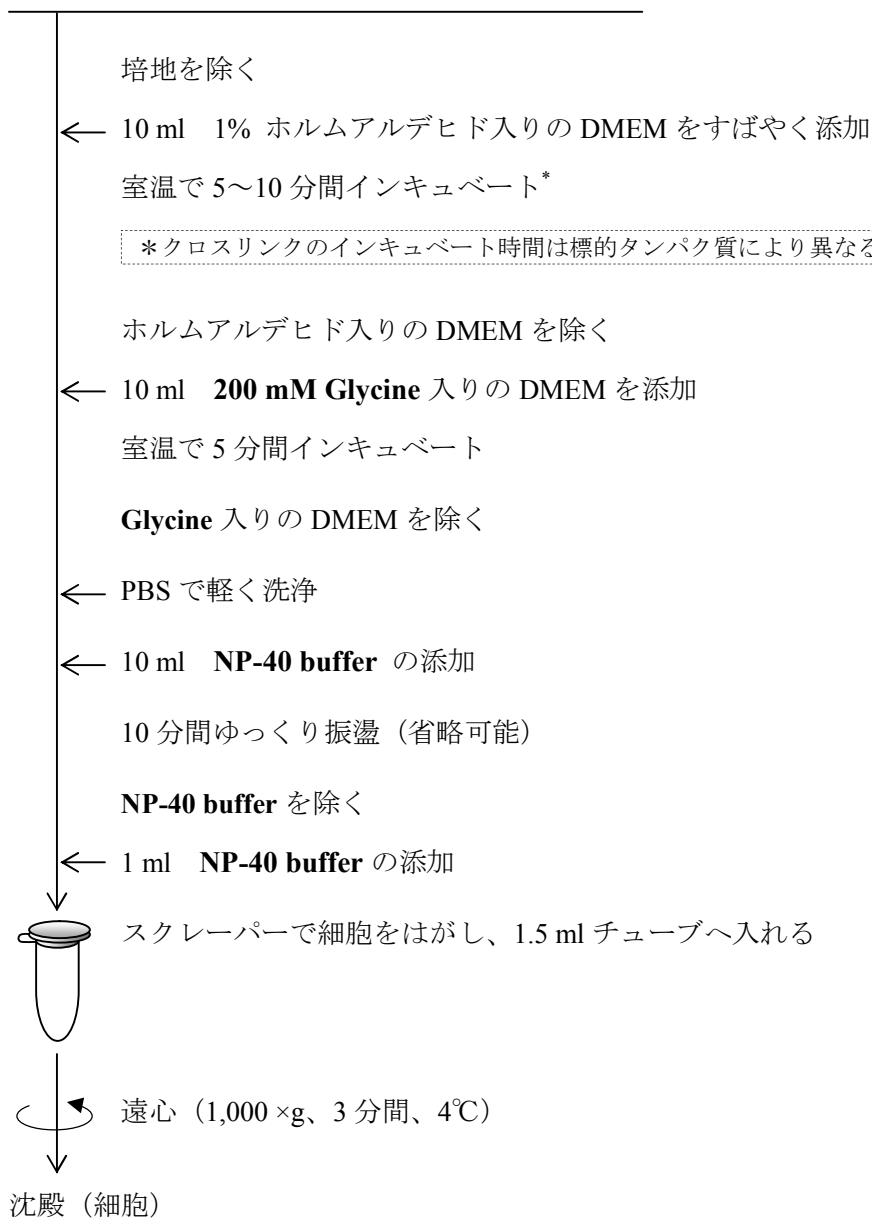 培地を除く
10 ml 1% ホルムアルデヒド入りの DMEM をすばやく添加
室温で 5～10 分間インキュベート*
＊クロスリンクのインキュベート時間は標的タンパク質により異なる
ホルムアルデヒド入りの DMEM を除く
10 ml 200 mM Glycine 入りの DMEM を添加
室温で 5 分間インキュベート
Glycine 入りの DMEM を除く
PBS で軽く洗浄
10 ml NP-40 buffer の添加
10 分間ゆっくり振盪（省略可能）
NP-40 buffer を除く
1 ml NP-40 buffer の添加
スクレーパーで細胞をはがし、1.5 ml チューブへ入れる
遠心（1,000 ×g、3 分間、4℃）
沈殿（細胞）